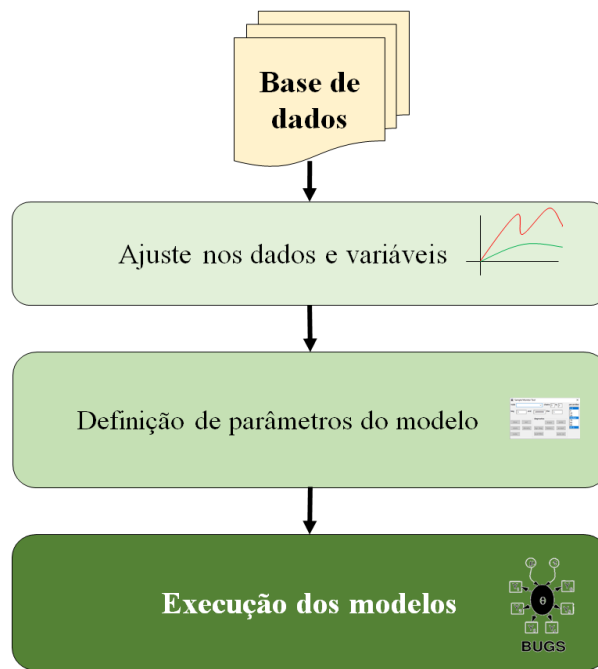 Base de
dados
Ajuste nos dados e variáveis
Definição de parâmetros do modelo
Execução dos modelos
θ
BUGS